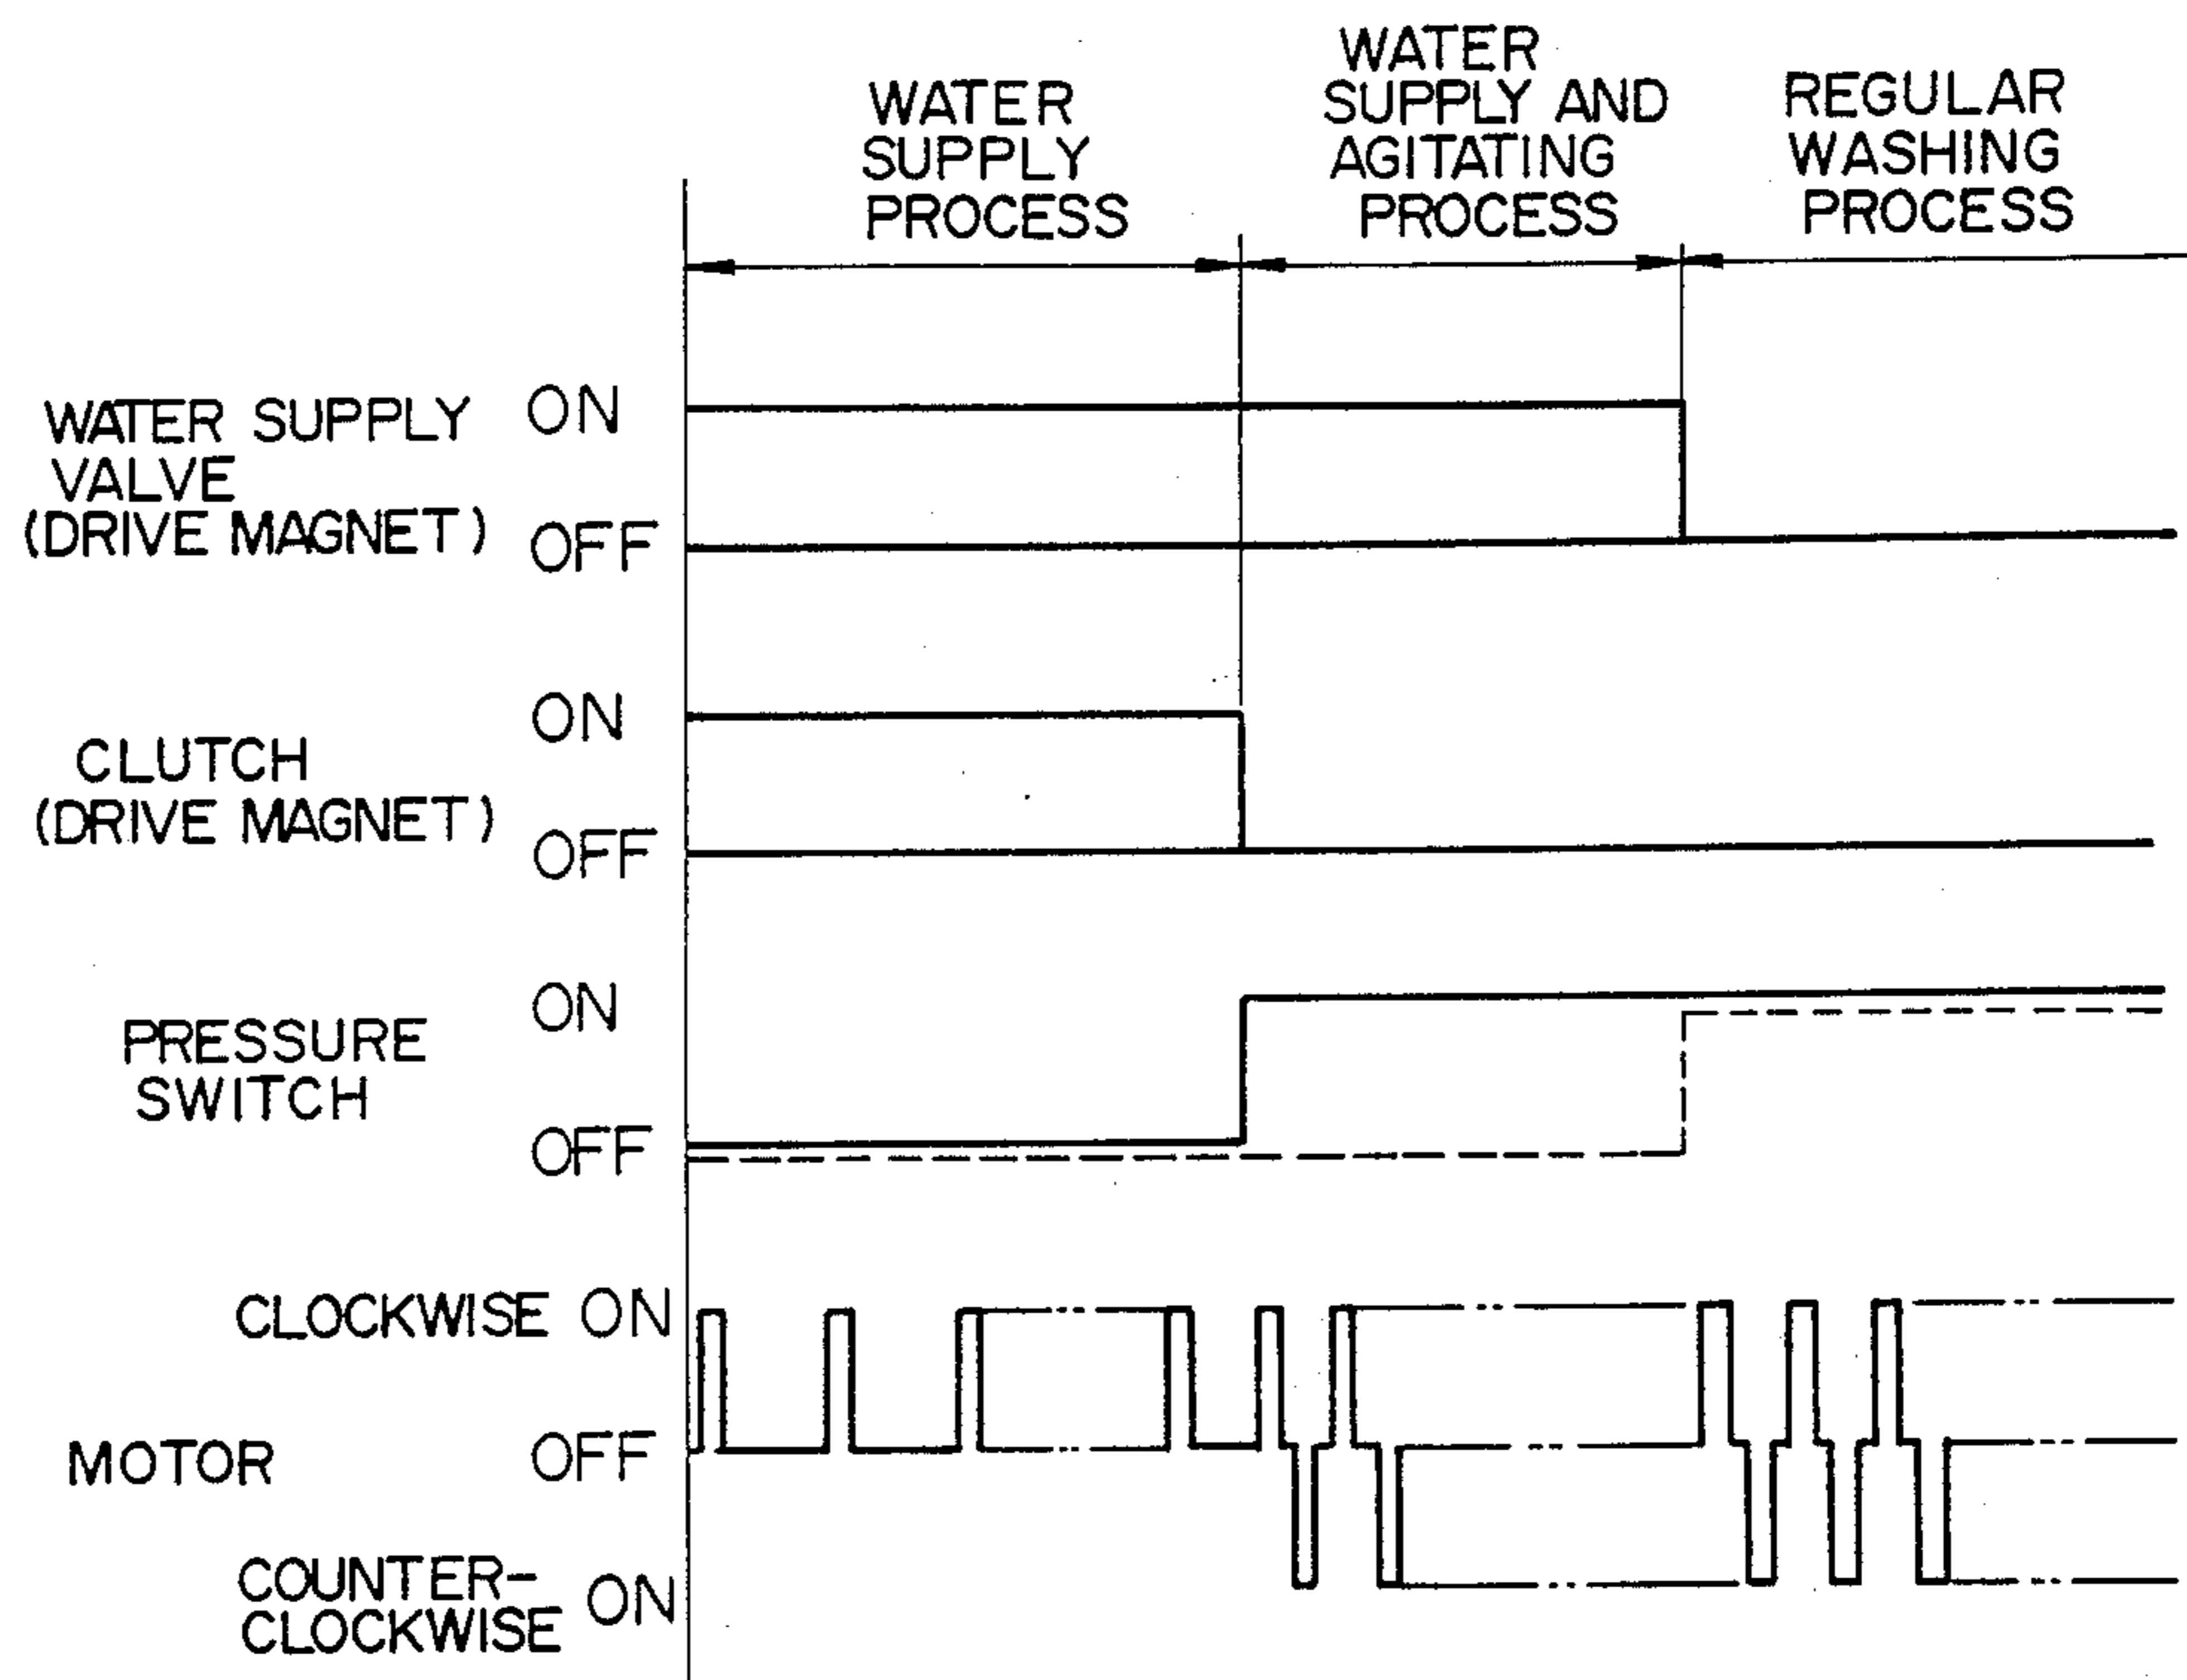 WATER
SUPPLY
PROCESS
WATER
SUPPLY AND
AGITATING
PROCESS
REGULAR
WASHING
PROCESS
WATER SUPPLY
VALVE
(DRIVE MAGNET)
ON
OFF
CLUTCH
(DRIVE MAGNET)
ON
OFF
PRESSURE
SWITCH
ON
OFF
MOTOR
CLOCKWISE ON
OFF
COUNTER-
CLOCKWISE
ON